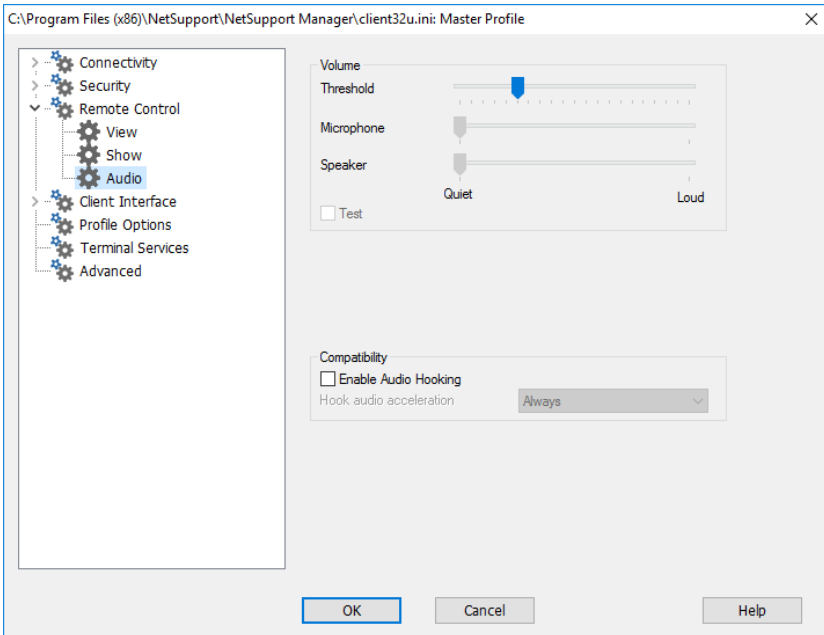 C:\Program Files (x86)\NetSupport\NetSupport Manager\client32u.ini: Master Profile
Connectivity
Security
Remote Control
View
Show
Audio
Client Interface
Profile Options
Terminal Services
Advanced
Volume
Threshold
Microphone
Speaker
Quiet
Loud
Test
Compatibility
Enable Audio Hooking
Hook audio acceleration
Always
OK
Cancel
Help